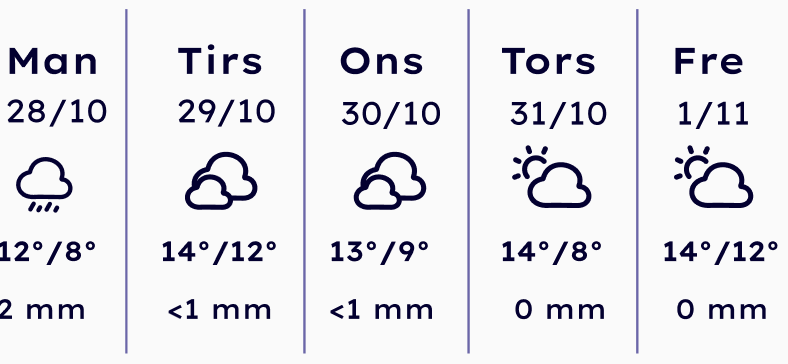 Man
28/10
12°/8°
2 mm
Tirs
29/10
14°/12°
<1 mm
Ons
30/10
13°/9°
<1 mm
Tors
31/10
14°/8°
0 mm
Fre
1/11
14°/12°
0 mm